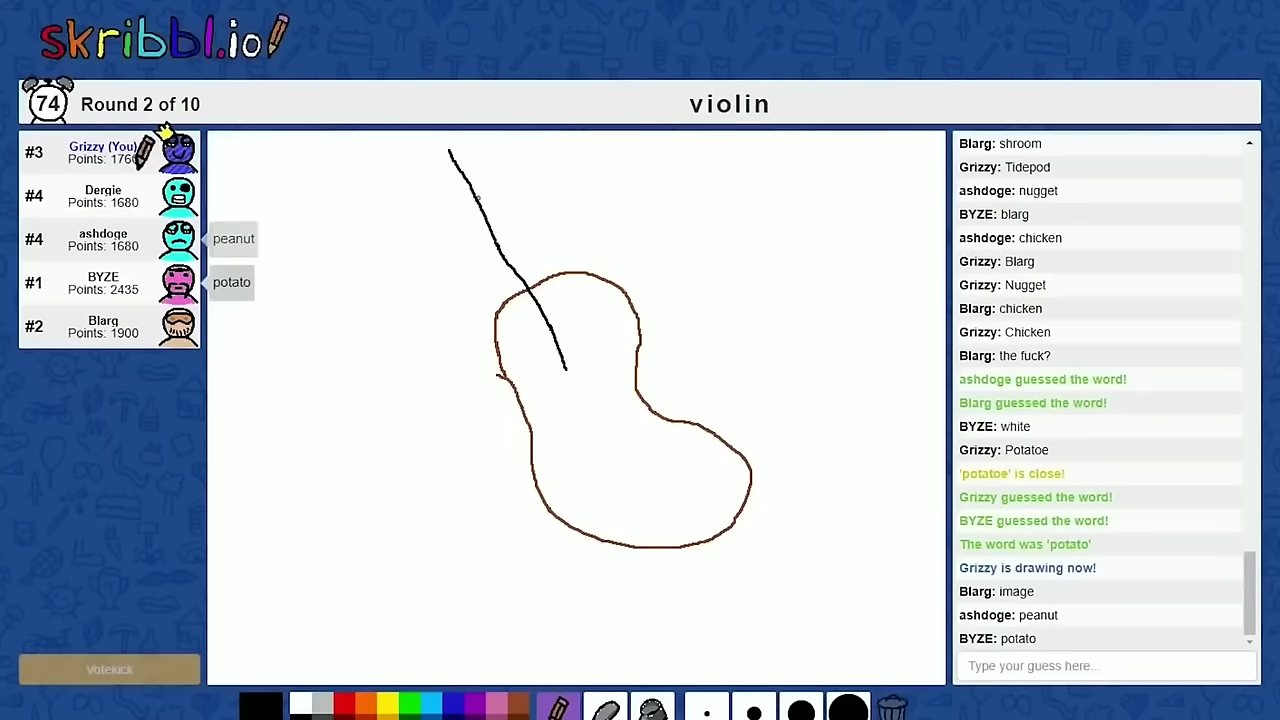 skribbl.io
74 Round 2 of 10
violin
#3 Grizzy (You)
Points: 1760
#4 Dergie
Points: 1680
#4 ashdoge
Points: 1680
#1 BYZE
Points: 2435
#2 Blarg
Points: 1900
peanut
potato
Votekick
Blarg: shroom
Grizzy: Tidepod
ashdoge: nugget
BYZE: blarg
ashdoge: chicken
Grizzy: Blarg
Grizzy: Nugget
Blarg: chicken
Grizzy: Chicken
Blarg: the fuck?
ashdoge guessed the word!
Blarg guessed the word!
BYZE: white
Grizzy: Potatoe
'potatoe' is close!
Grizzy guessed the word!
BYZE guessed the word!
The word was 'potato'
Grizzy is drawing now!
Blarg: image
ashdoge: peanut
BYZE: potato
Type your guess here...